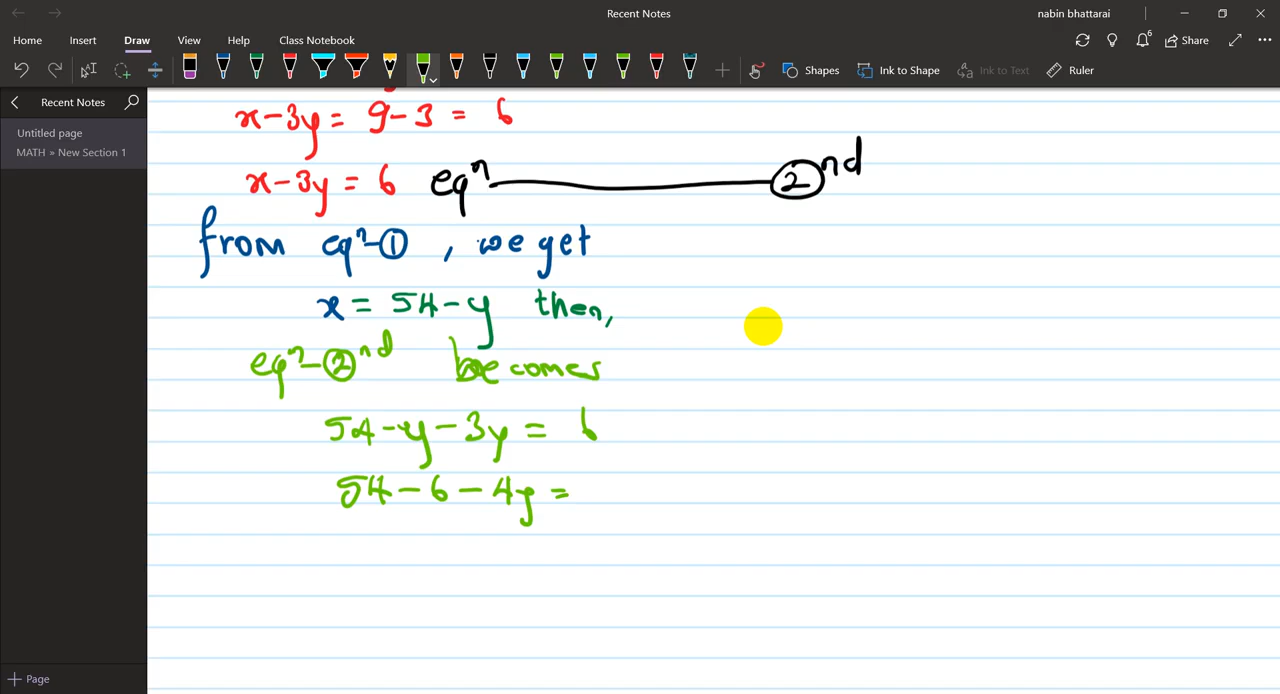 Recent Notes
nabin bhattarai
Home Insert Draw View Help Class Notebook
6
Share
Shapes Ink to Shape Ink to Text Ruler
Recent Notes
Untitled page
MATH » New Section 1
x-3y = 9-3 = 6
x-3y = 6 eqⁿ ② nd
from eqⁿ-①, we get
x = 54-y then,
eqⁿ-② nd becomes
54-y-3y = 6
54-6-4y =
Page